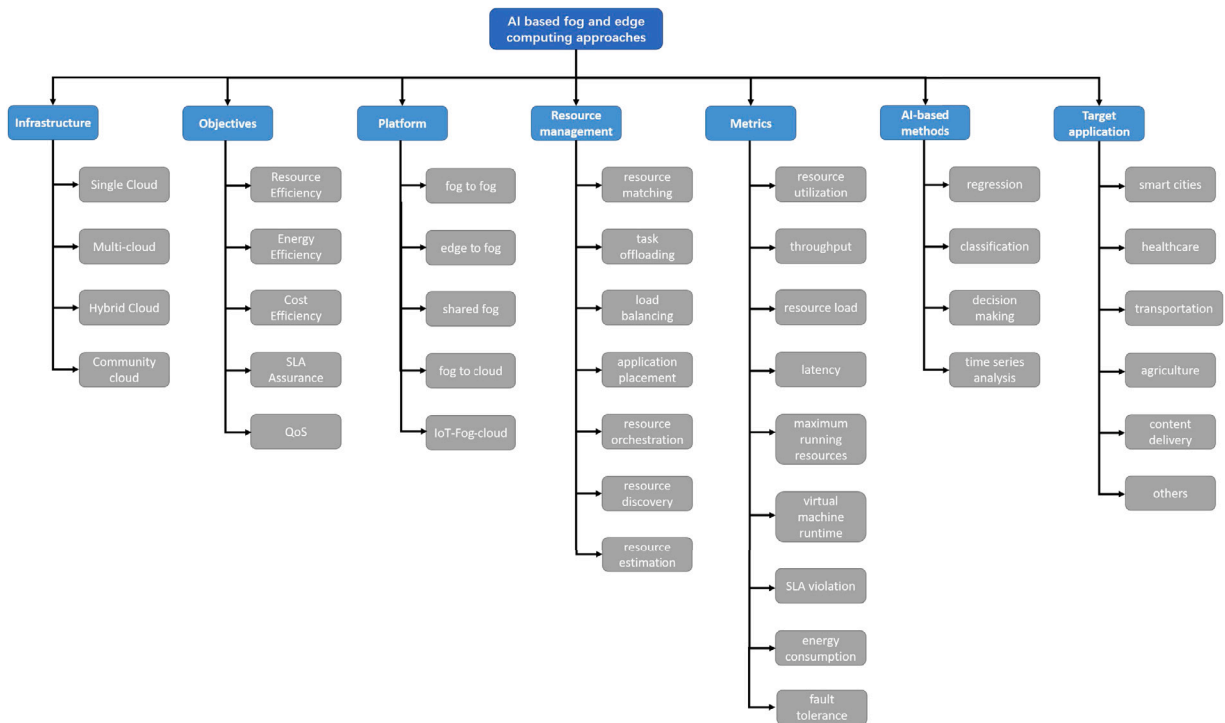 AI based fog and edge
computing approaches
Infrastructure
Single Cloud
Multi-cloud
Hybrid Cloud
Community
cloud
Objectives
Resource
Efficiency
Energy
Efficiency
Cost
Efficiency
SLA
Assurance
QoS
Platform
fog to fog
edge to fog
shared fog
fog to cloud
IoT-Fog-cloud
Resource
management
resource
matching
task
offloading
load
balancing
application
placement
resource
orchestration
resource
discovery
resource
estimation
Metrics
resource
utilization
throughput
resource load
latency
maximum
running
resources
virtual
machine
runtime
SLA violation
energy
consumption
fault
tolerance
AI-based
methods
regression
classification
decision
making
time series
analysis
Target
application
smart cities
healthcare
transportation
agriculture
content
delivery
others